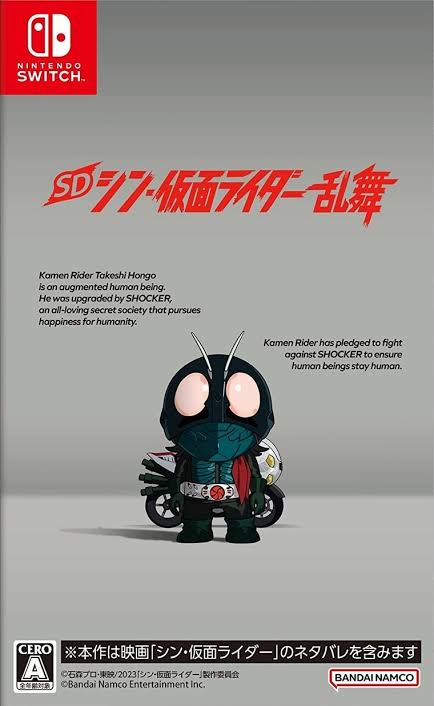 NINTENDO
SWITCH™
SDシン・仮面ライダー乱舞
Kamen Rider Takeshi Hongo
is an augmented human being.
He was upgraded by SHOCKER,
an all-loving secret society that pursues
happiness for humanity.
Kamen Rider has pledged to fight
against SHOCKER to ensure
human beings stay human.
CERO
A
全年齢対象
※本作は映画「シン・仮面ライダー」のネタバレを含みます
©石森プロ・東映/2023「シン・仮面ライダー」製作委員会
©Bandai Namco Entertainment Inc.
BANDAI NAMCO